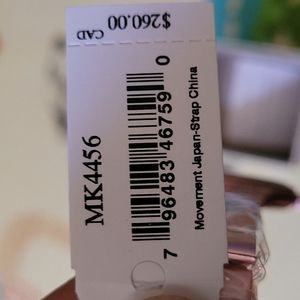 $260.00
CAD
MK4456
7 96483 46759 0
Movement Japan-Strap China